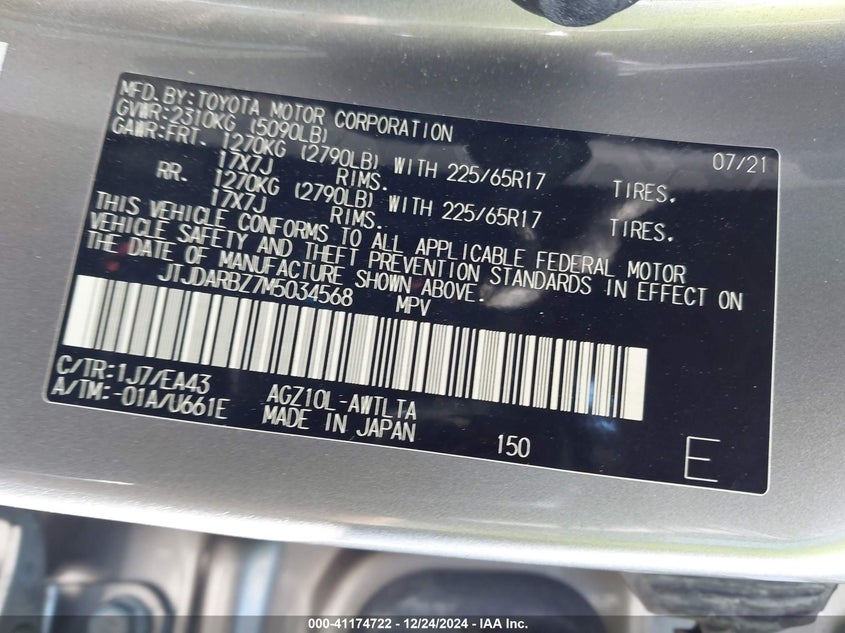 MFD. BY: TOYOTA MOTOR CORPORATION 07/21
GVWR: 2310KG (5090LB)
GAWR: FRT. 1270KG (2790LB) WITH 225/65R17 TIRES.
17X7J RIMS.
RR. 1270KG (2790LB) WITH 225/65R17 TIRES.
17X7J RIMS.
THIS VEHICLE CONFORMS TO ALL APPLICABLE FEDERAL MOTOR
VEHICLE SAFETY AND THEFT PREVENTION STANDARDS IN EFFECT ON
THE DATE OF MANUFACTURE SHOWN ABOVE.
JTJDARBZ7M5034568 MPV
C/TR: 1J7/EA43 AGZ10L-AWTLTA
A/TM: -01A/U661E MADE IN JAPAN 150 E
000-41174722 - 12/24/2024 - IAA Inc.